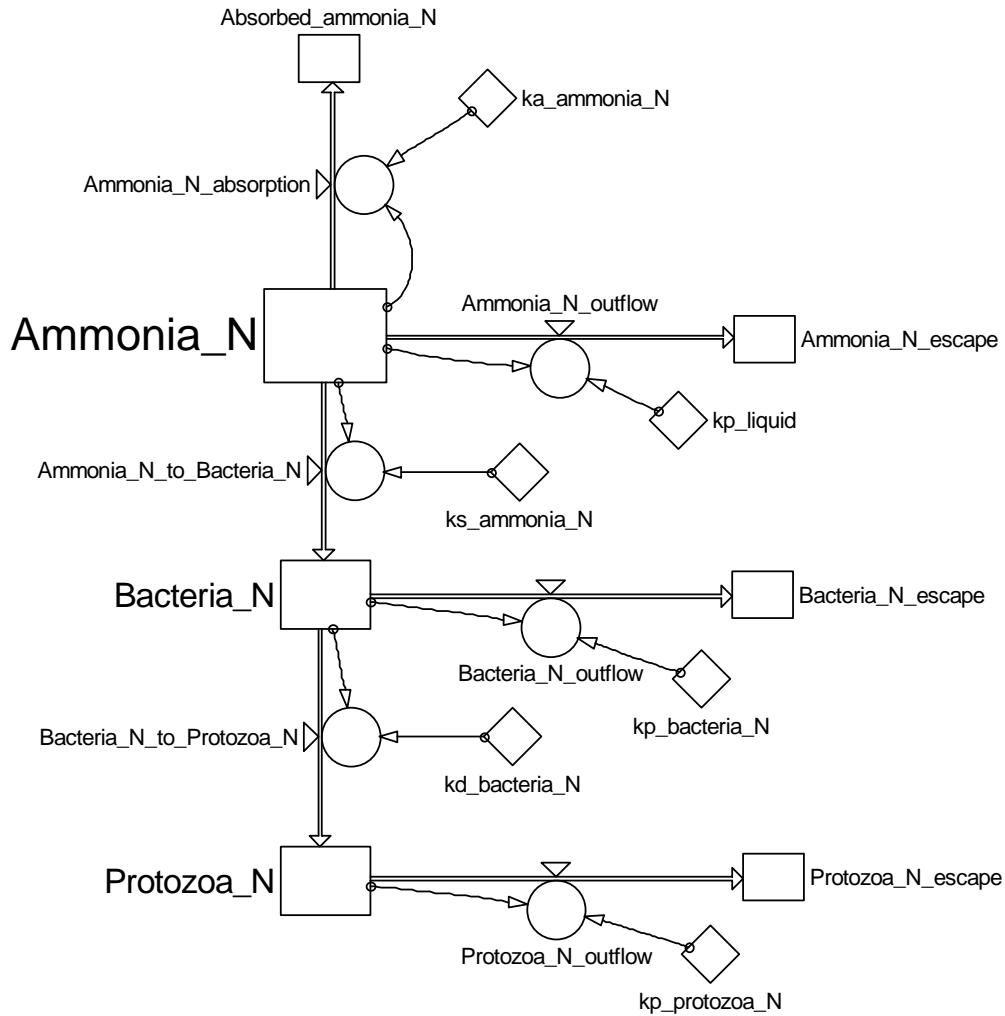 Absorbed_ammonia_N
ka_ammonia_N
Ammonia_N_absorption
Ammonia_N_outflow
Ammonia_N
Ammonia_N_escape
kp_liquid
Ammonia_N_to_Bacteria_N
ks_ammonia_N
Bacteria_N
Bacteria_N_escape
Bacteria_N_outflow
kp_bacteria_N
Bacteria_N_to_Protozoa_N
kd_bacteria_N
Protozoa_N
Protozoa_N_escape
Protozoa_N_outflow
kp_protozoa_N